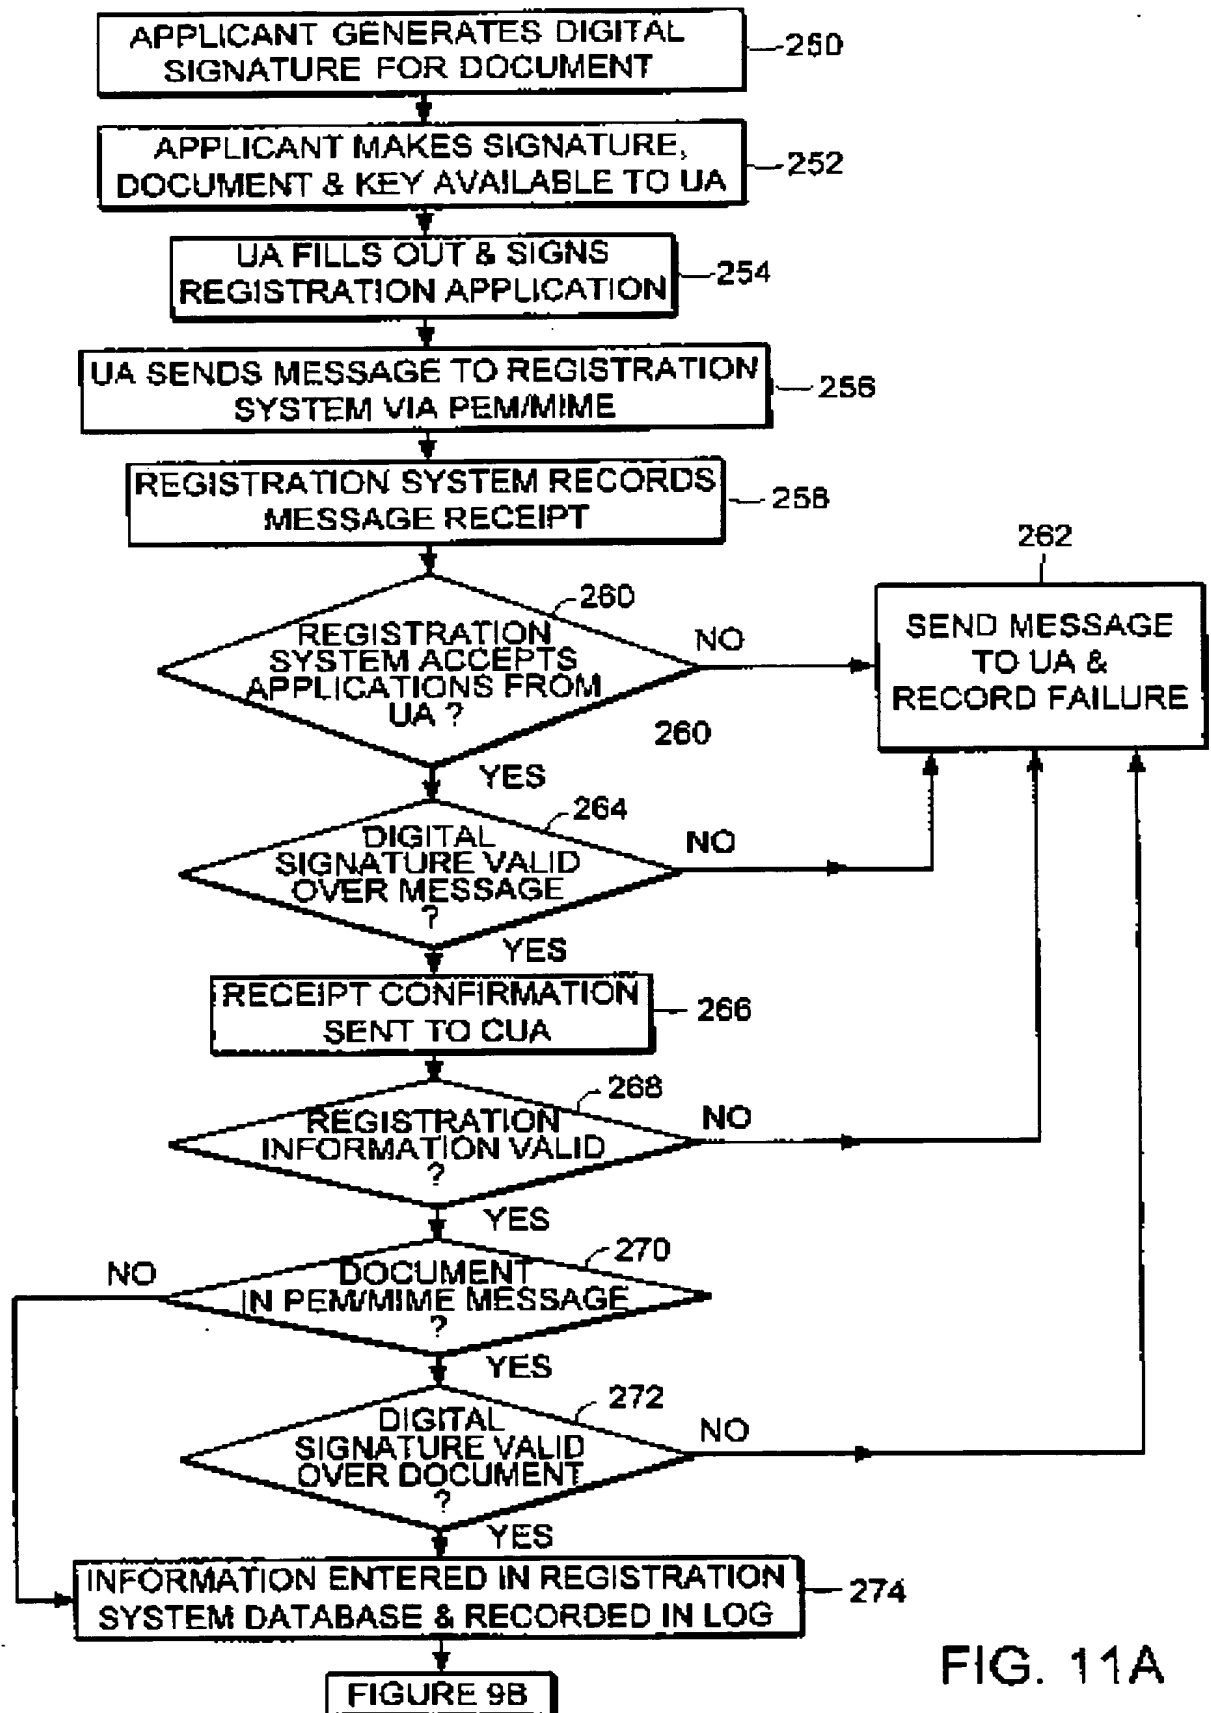 APPLICANT GENERATES DIGITAL
SIGNATURE FOR DOCUMENT
250
APPLICANT MAKES SIGNATURE,
DOCUMENT & KEY AVAILABLE TO UA
252
UA FILLS OUT & SIGNS
REGISTRATION APPLICATION
254
UA SENDS MESSAGE TO REGISTRATION
SYSTEM VIA PEM/MIME
256
REGISTRATION SYSTEM RECORDS
MESSAGE RECEIPT
258
262
SEND MESSAGE
TO UA &
RECORD FAILURE
260
REGISTRATION
SYSTEM ACCEPTS
APPLICATIONS FROM
UA ?
NO
260
YES
264
DIGITAL
SIGNATURE VALID
OVER MESSAGE
?
NO
YES
RECEIPT CONFIRMATION
SENT TO CUA
266
268
REGISTRATION
INFORMATION VALID
?
NO
YES
270
DOCUMENT
IN PEM/MIME MESSAGE
?
NO
YES
272
DIGITAL
SIGNATURE VALID
OVER DOCUMENT
?
NO
YES
INFORMATION ENTERED IN REGISTRATION
SYSTEM DATABASE & RECORDED IN LOG
274
FIGURE 9B
FIG. 11A